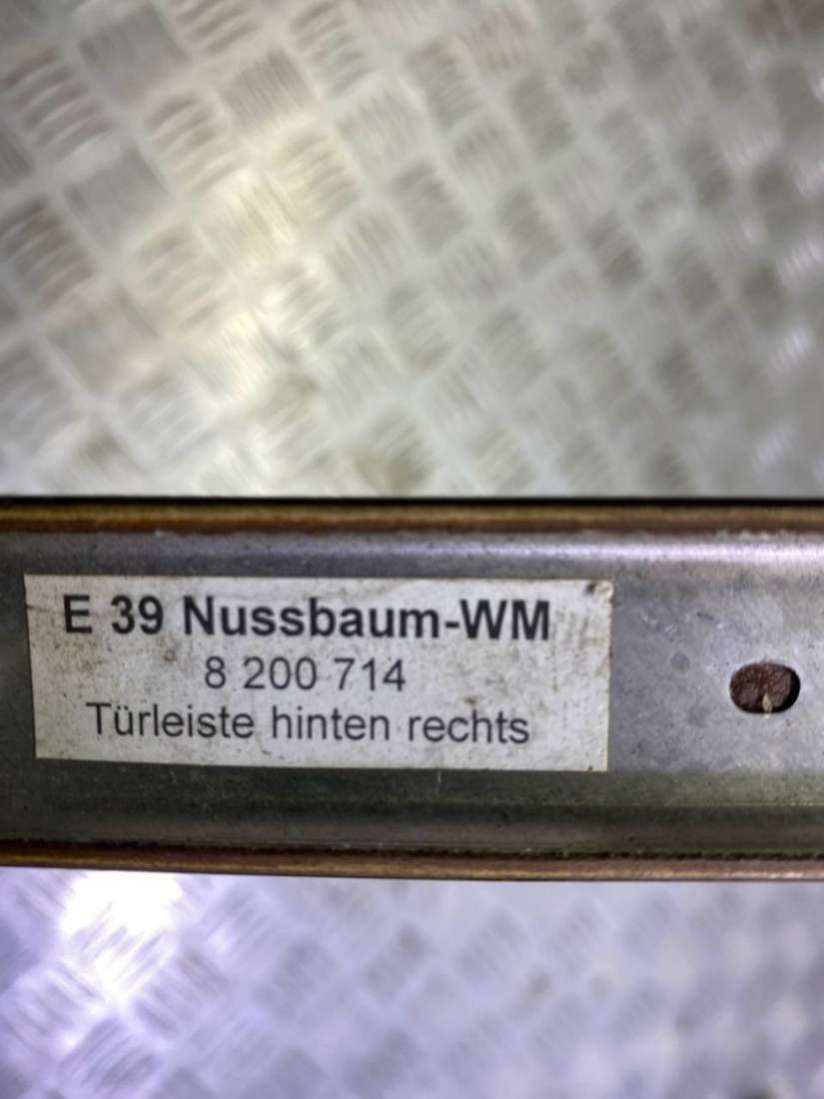 E 39 Nussbaum-WM
8 200 714
Türleiste hinten rechts